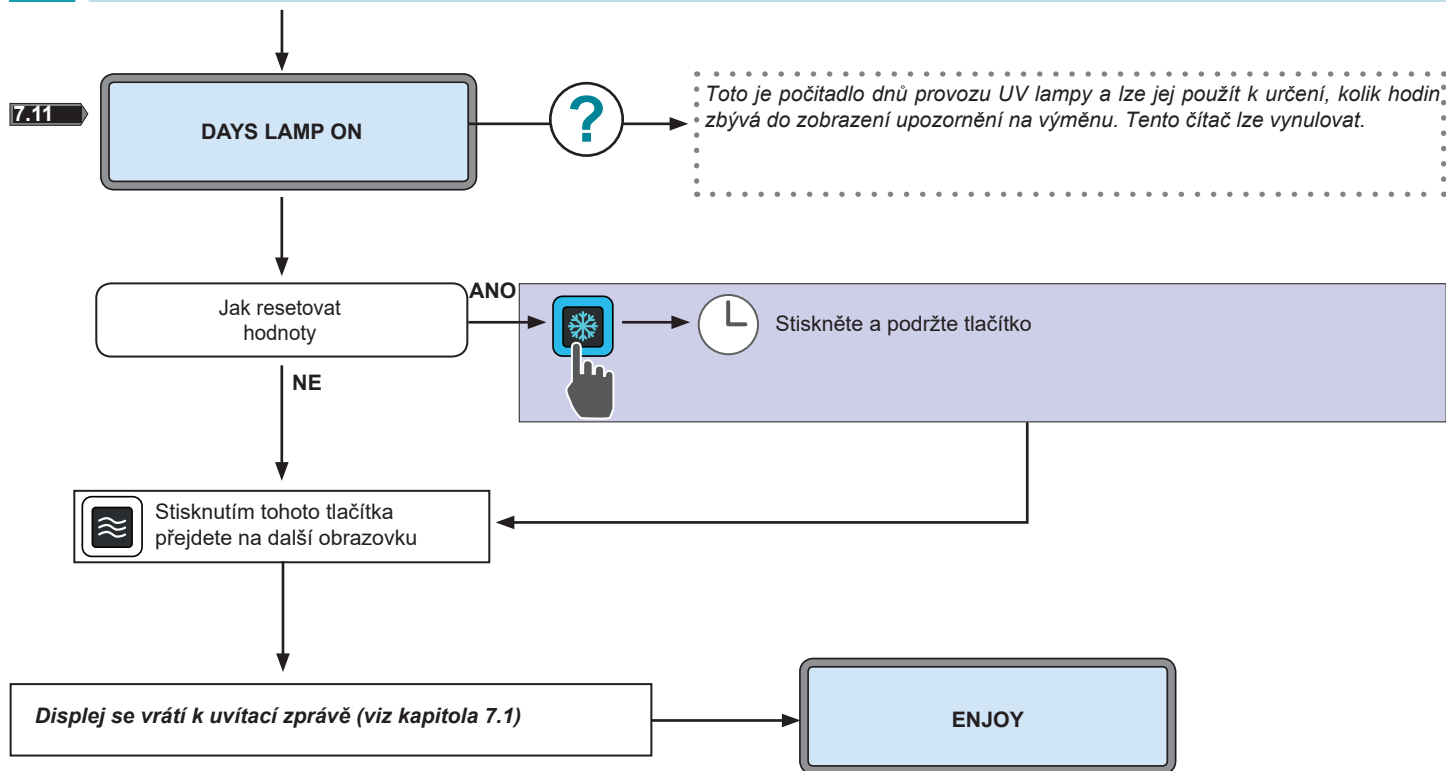 7.11
DAYS LAMP ON
?
Toto je počitadlo dnů provozu UV lampy a lze jej použít k určení, kolik hodin
zbývá do zobrazení upozornění na výměnu. Tento čítač lze vynulovat.
Jak resetovat
hodnoty
ANO
Stiskněte a podržte tlačítko
NE
Stisknutím tohoto tlačítka
přejdete na další obrazovku
Displej se vrátí k uvítací zprávě (viz kapitola 7.1)
ENJOY